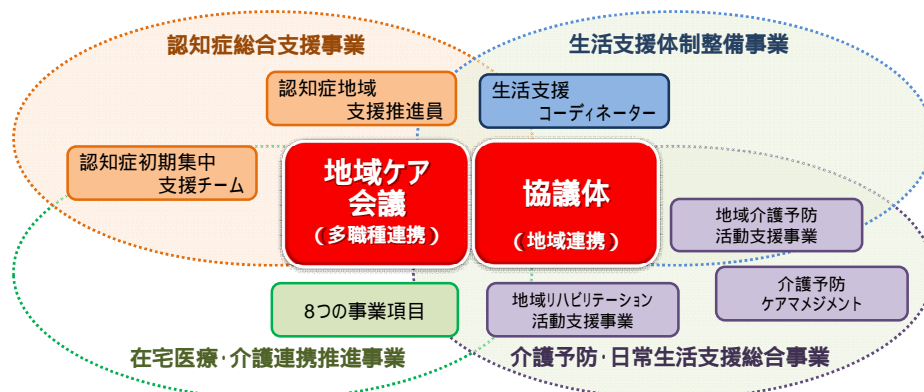 認知症総合支援事業
生活支援体制整備事業
認知症地域
支援推進員
生活支援
コーディネーター
認知症初期集中
支援チーム
地域ケア
会議
（多職種連携）
協議体
（地域連携）
地域介護予防
活動支援事業
介護予防
ケアマメジメント
8つの事業項目
地域リハビリテーション
活動支援事業
在宅医療・介護連携推進事業
介護予防・日常生活支援総合事業